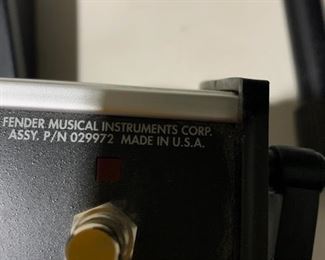 FENDER MUSICAL INSTRUMENTS CORP.
ASSY. P/N 029972 MADE IN U.S.A.